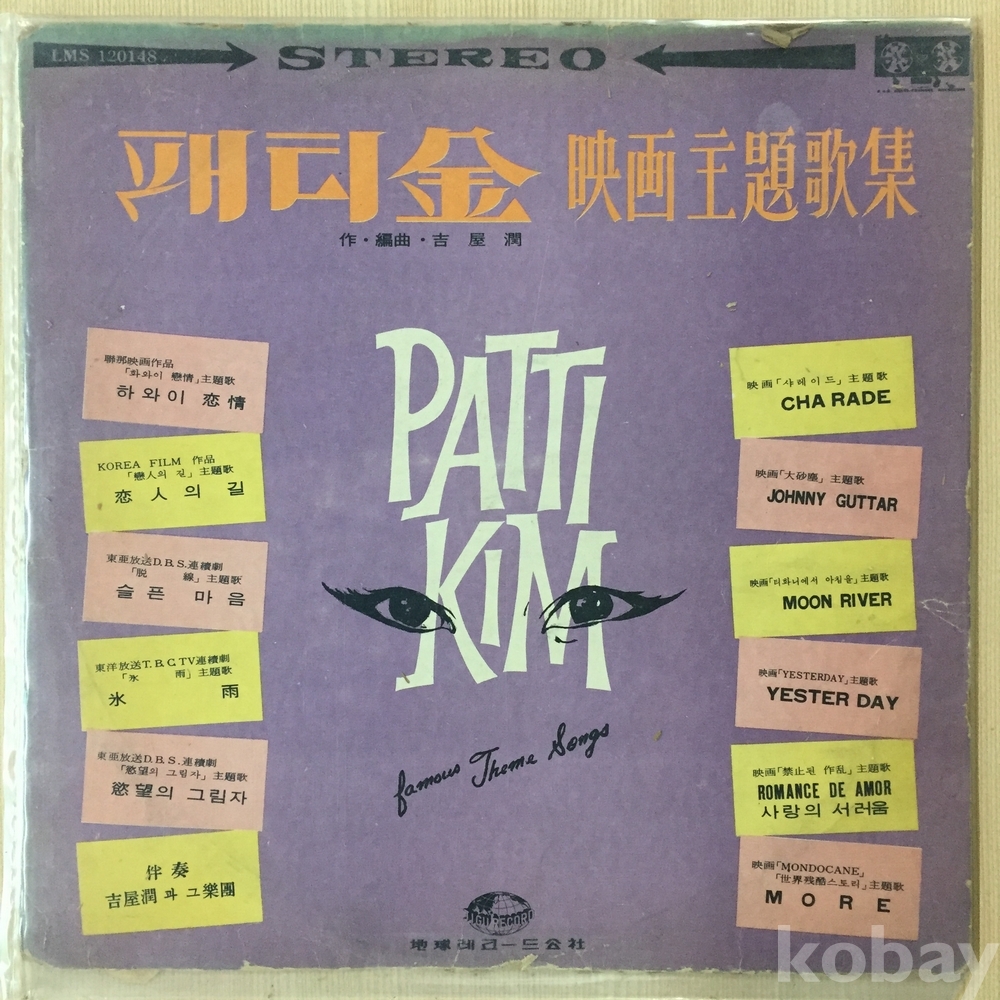 LMS 120148
STEREO
패티金 映画主題歌集
作・編曲・吉屋潤
PATTI
KiM
famous Theme Songs
聯邦映画作品
「하와이 戀情」主題歌
하와이 恋情
KOREA FILM 作品
「戀人의 길」主題歌
恋人의 길
東亜放送D.B.S.連續劇
「脱線」主題歌
슬픈 마음
東洋放送T.B.C TV連續劇
「氷雨」主題歌
氷雨
東亜放送D.B.S.連續劇
「慾望의 그림자」主題歌
慾望의 그림자
伴奏
吉屋潤과 그樂團
映画「샤레이드」主題歌
CHA RADE
映画「大砂塵」主題歌
JOHNNY GUTTAR
映画「티화니에서 아침을」主題歌
MOON RIVER
映画「YESTERDAY」主題歌
YESTER DAY
映画「禁止된 作乱」主題歌
ROMANCE DE AMOR
사랑의 서러움
映画「MONDOCANE」
「世界残酷스토리」主題歌
MORE
JIGU RECORD
地球레코ー드公社
kobay